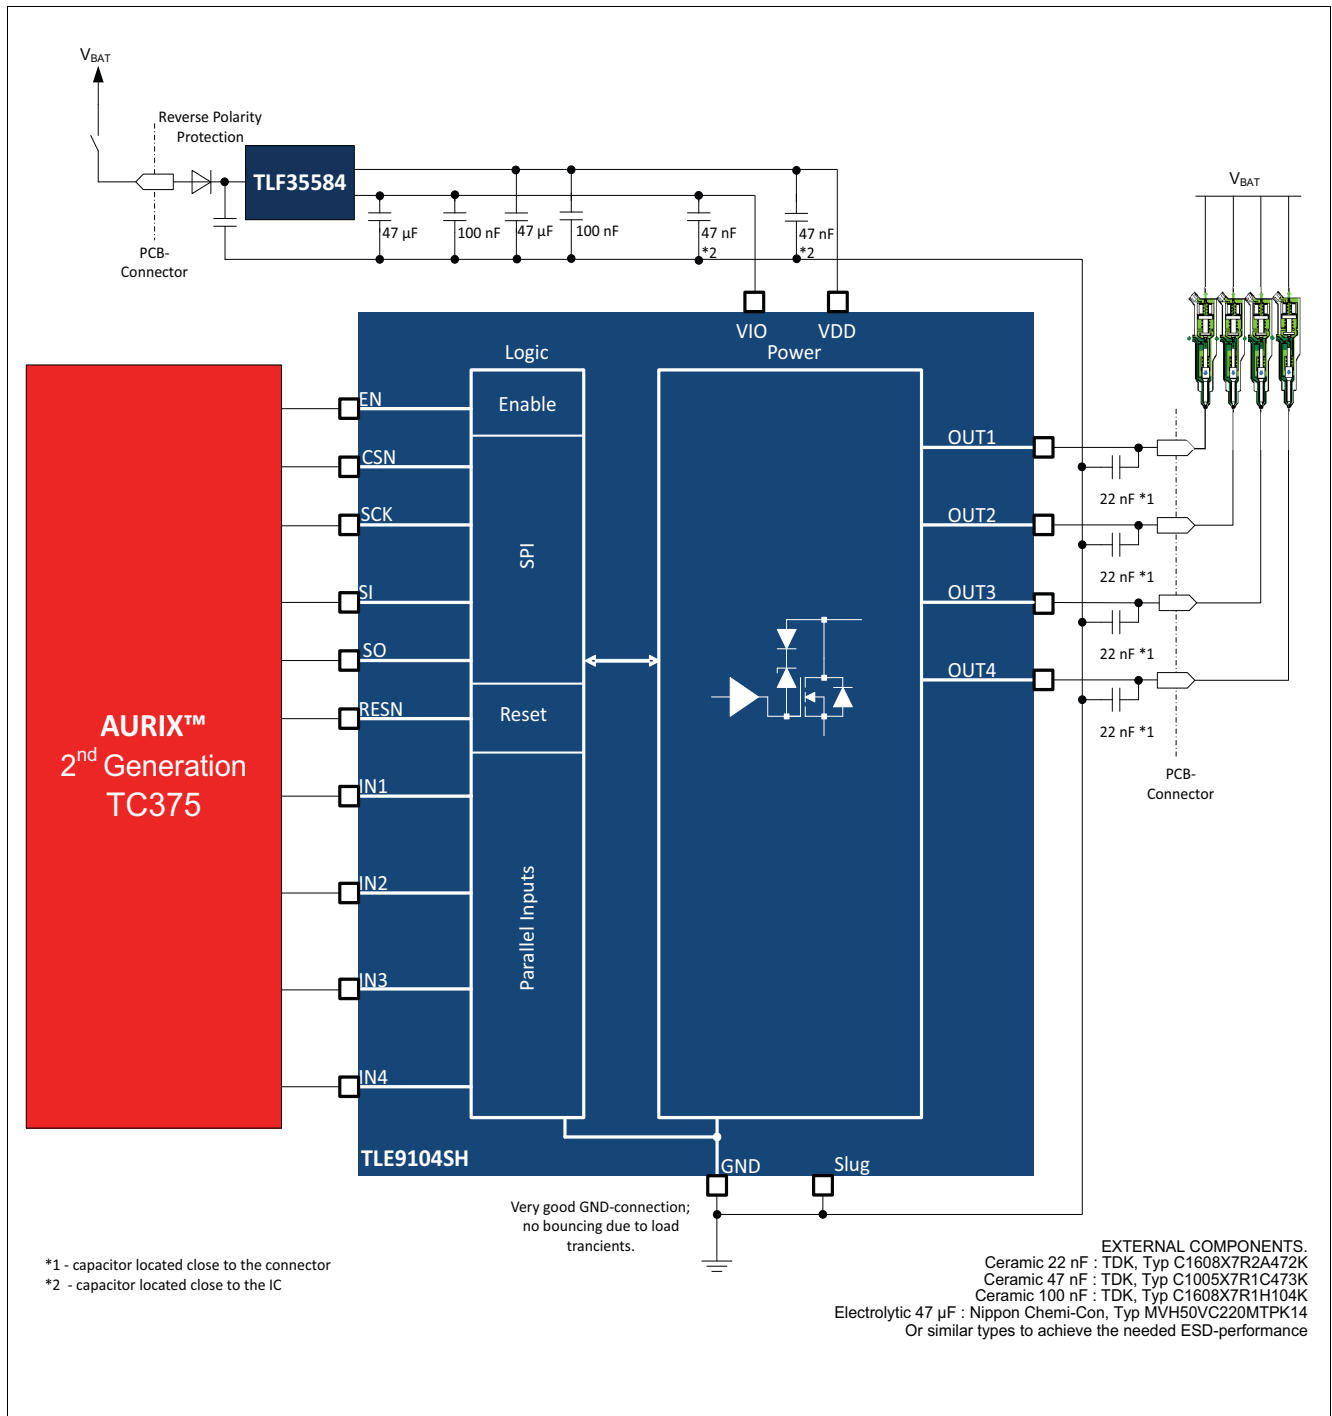 V_BAT
Reverse Polarity
Protection
TLF35584
PCB-
Connector
47 µF
100 nF
47 µF
100 nF
47 nF
*2
47 nF
*2
V_BAT
VIO
VDD
Logic
Power
EN
Enable
CSN
SCK
SPI
SI
SO
RESN
Reset
IN1
IN2
Parallel Inputs
IN3
IN4
OUT1
22 nF *1
OUT2
22 nF *1
OUT3
22 nF *1
OUT4
22 nF *1
PCB-
Connector
AURIX™
2nd Generation
TC375
TLE9104SH
GND
Slug
Very good GND-connection;
no bouncing due to load
trancients.
*1 - capacitor located close to the connector
*2 - capacitor located close to the IC
EXTERNAL COMPONENTS.
Ceramic 22 nF : TDK, Typ C1608X7R2A472K
Ceramic 47 nF : TDK, Typ C1005X7R1C473K
Ceramic 100 nF : TDK, Typ C1608X7R1H104K
Electrolytic 47 µF : Nippon Chemi-Con, Typ MVH50VC220MTPK14
Or similar types to achieve the needed ESD-performance